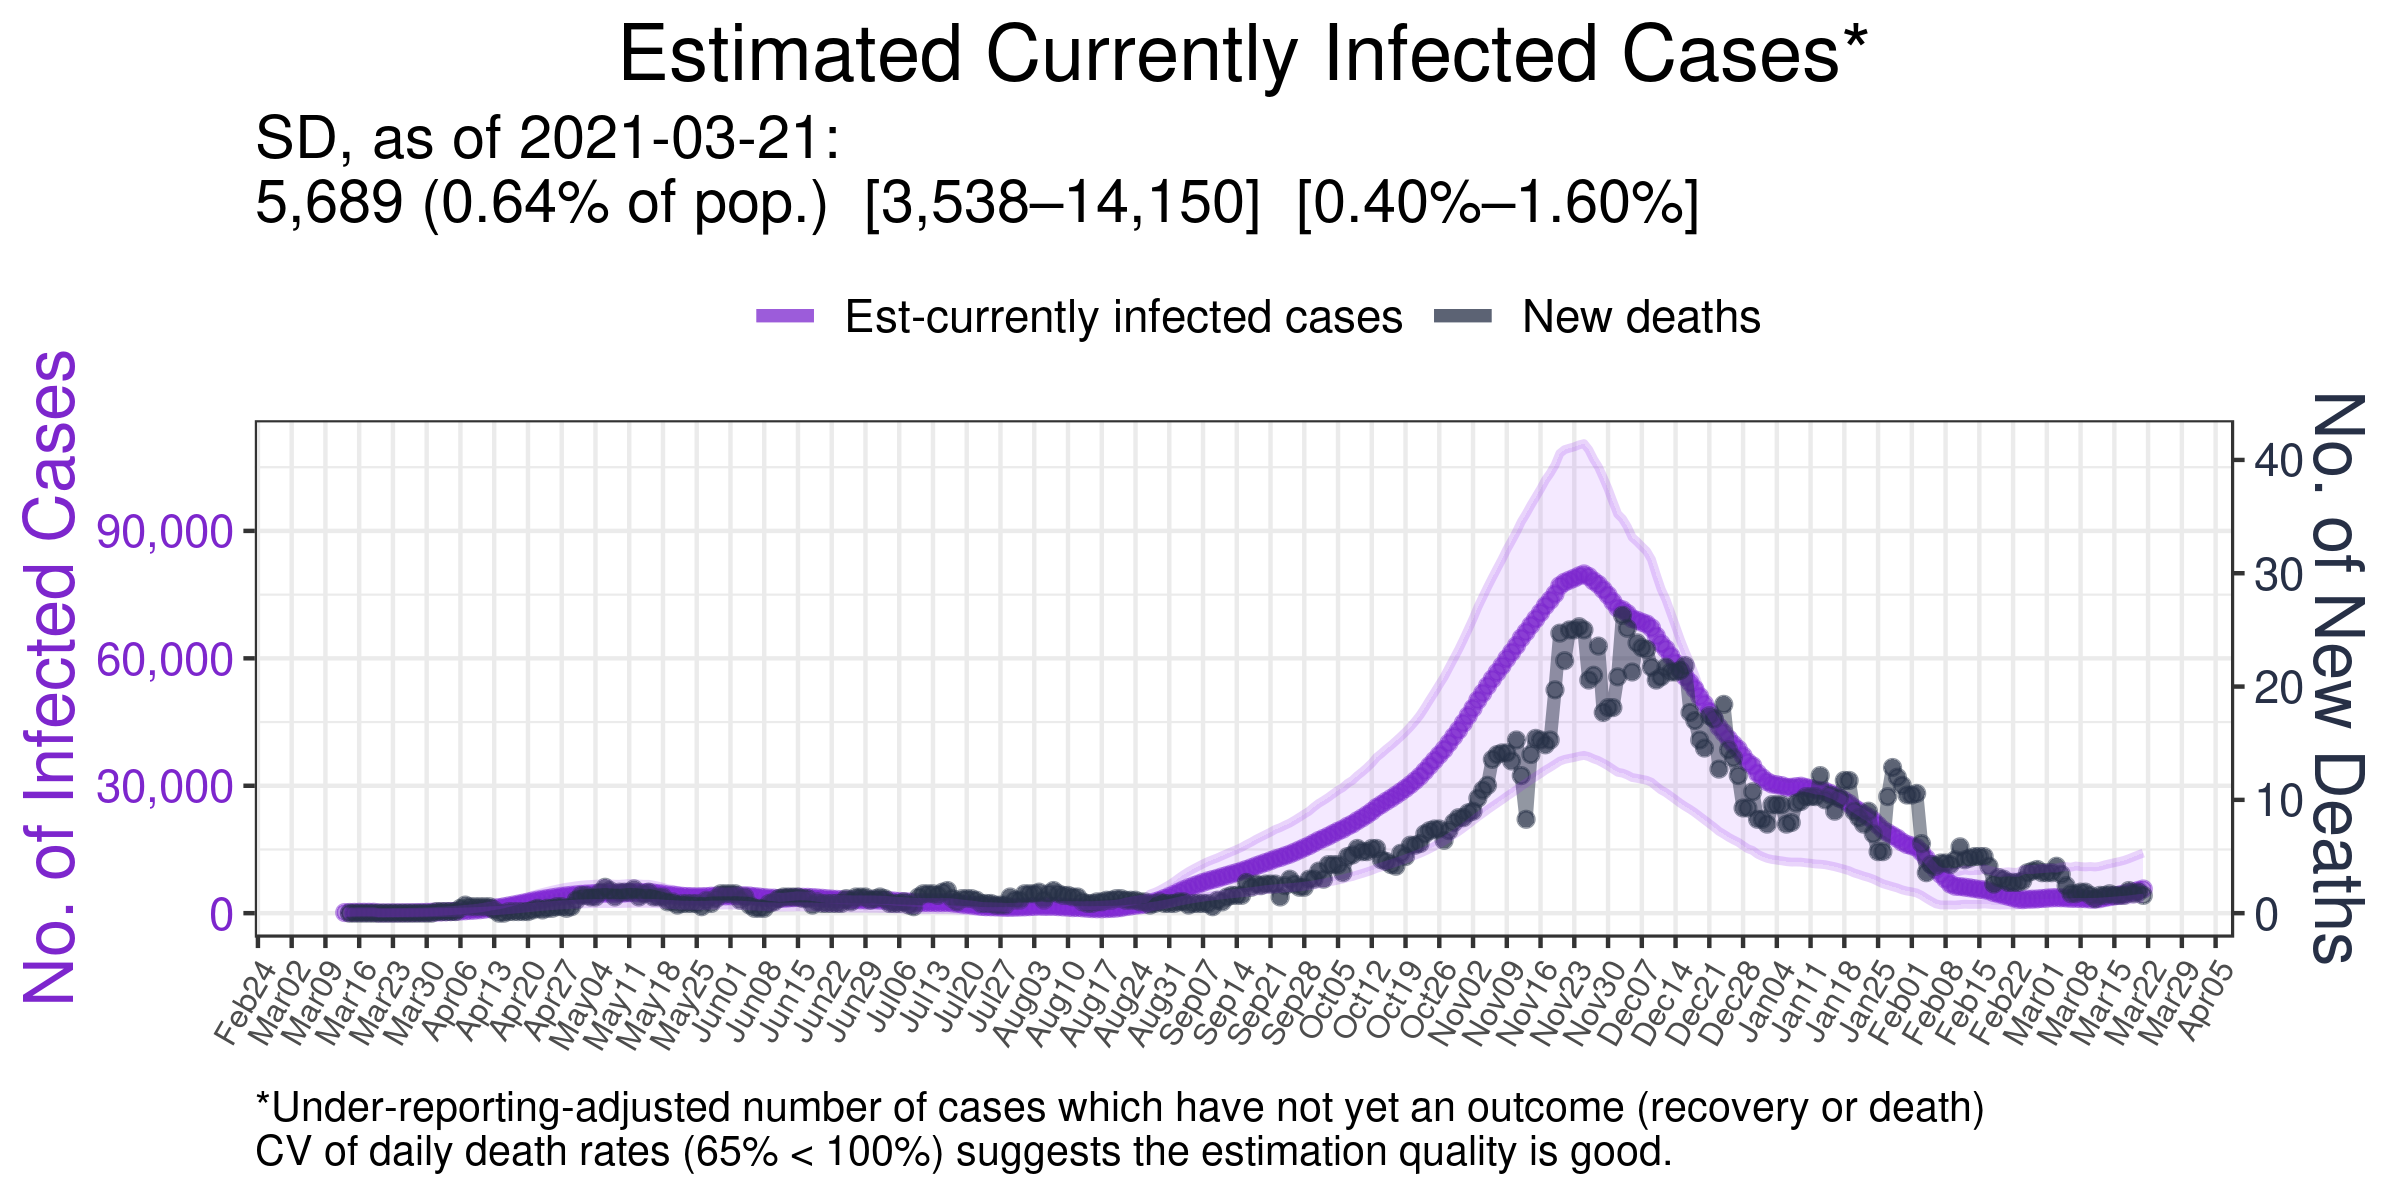 Estimated Currently Infected Cases*
SD, as of 2021-03-21:
5,689 (0.64% of pop.) [3,538–14,150] [0.40%–1.60%]
Est-currently infected cases
New deaths
No. of Infected Cases
90,000
60,000
30,000
0
40
30
20
10
0
No. of New Deaths
Feb24
Mar02
Mar09
Mar16
Mar23
Mar30
Apr06
Apr13
Apr20
Apr27
May04
May11
May18
May25
Jun01
Jun08
Jun15
Jun22
Jun29
Jul06
Jul13
Jul20
Jul27
Aug03
Aug10
Aug17
Aug24
Aug31
Sep07
Sep14
Sep21
Sep28
Oct05
Oct12
Oct19
Oct26
Nov02
Nov09
Nov16
Nov23
Nov30
Dec07
Dec14
Dec21
Dec28
Jan04
Jan11
Jan18
Jan25
Feb01
Feb08
Feb15
Feb22
Mar01
Mar08
Mar15
Mar22
Mar29
Apr05
*Under-reporting-adjusted number of cases which have not yet an outcome (recovery or death)
CV of daily death rates (65% < 100%) suggests the estimation quality is good.